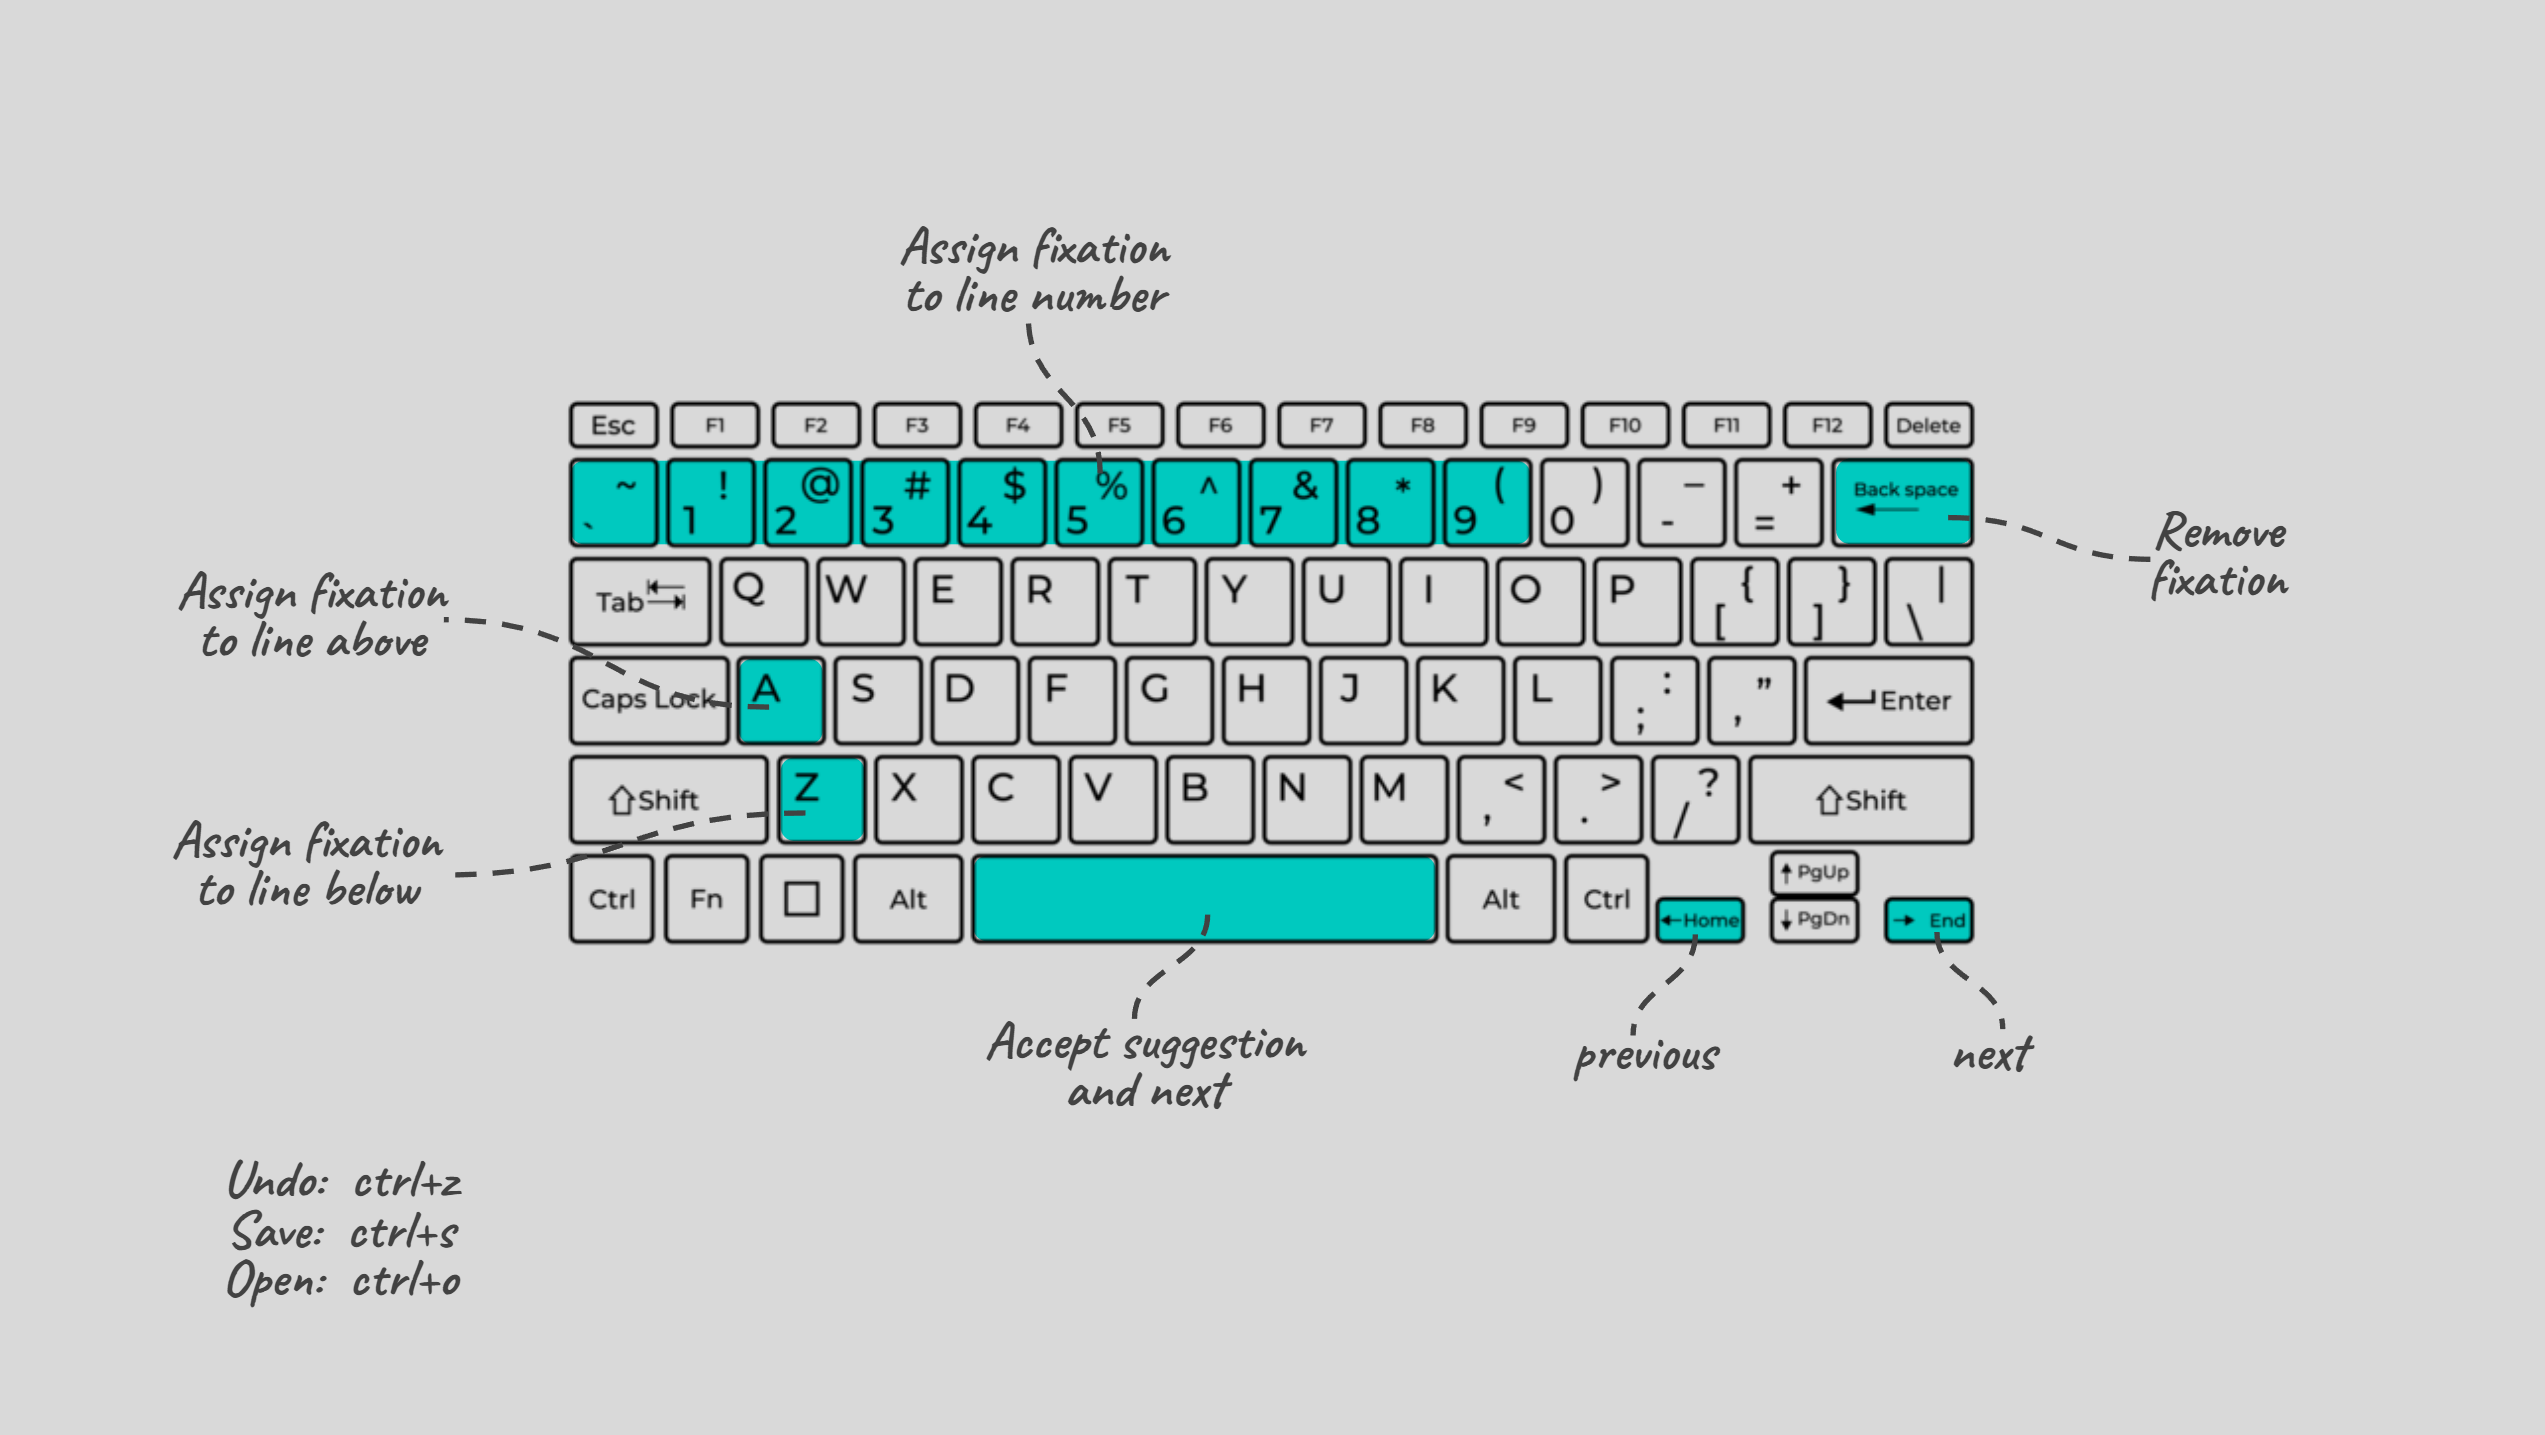 Assign fixation
to line number
Esc F1 F2 F3 F4 F5 F6 F7 F8 F9 F10 F11 F12 Delete
~ ! @ # $ % ^ & * ( ) – + Back space
` 1 2 3 4 5 6 7 8 9 0 - =
Remove
fixation
Tab Q W E R T Y U I O P { } |
[ ] \
Assign fixation
to line above
Caps Lock A S D F G H J K L : ” Enter
; ,
Shift Z X C V B N M < > ? Shift
, . /
Assign fixation
to line below
Ctrl Fn Alt Alt Ctrl Home PgUp PgDn End
Accept suggestion
and next
previous
next
Undo: ctrl+z
Save: ctrl+s
Open: ctrl+o